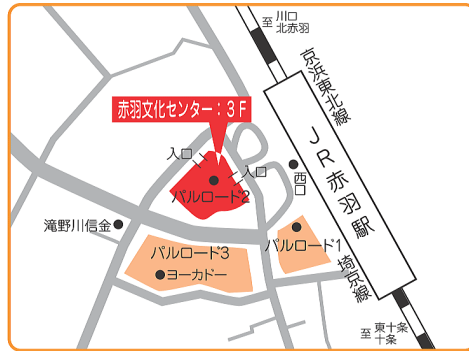 至
川口
北赤羽
京浜東北線
赤羽文化センター：3F
JR赤羽駅
入口
入口
西口
パルロード2
滝野川信金
パルロード1
パルロード3
ヨーカドー
埼京線
至
東十条
十条